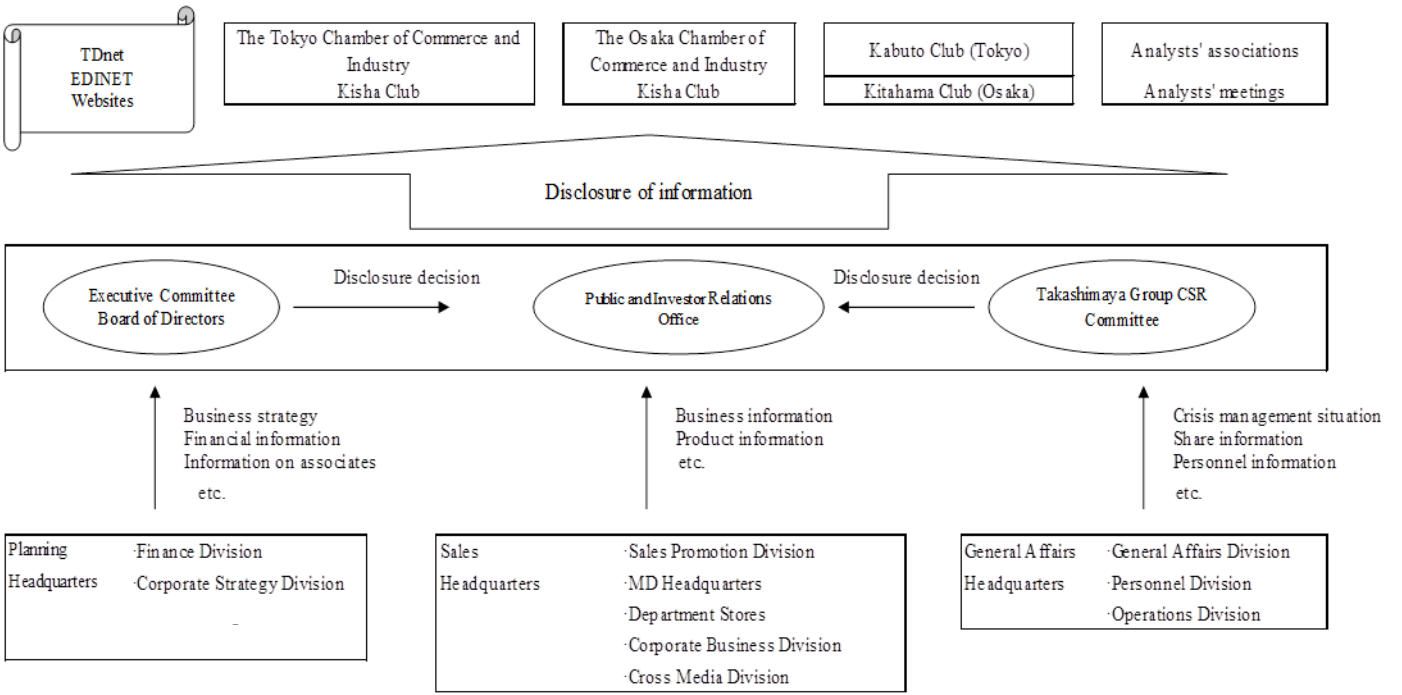 TDnet
EDINET
Websites
The Tokyo Chamber of Commerce and
Industry
Kisha Club
The Osaka Chamber of
Commerce and Industry
Kisha Club
Kabuto Club (Tokyo)
Kitahama Club (Osaka)
Analysts' associations
Analysts' meetings
Disclosure of information
Executive Committee
Board of Directors
Disclosure decision
Public and Investor Relations
Office
Disclosure decision
Takashimaya Group CSR
Committee
Business strategy
Financial information
Information on associates
etc.
Business information
Product information
etc.
Crisis management situation
Share information
Personnel information
etc.
Planning
Headquarters
·Finance Division
·Corporate Strategy Division
Sales
Headquarters
·Sales Promotion Division
·MD Headquarters
·Department Stores
·Corporate Business Division
·Cross Media Division
General Affairs
Headquarters
·General Affairs Division
·Personnel Division
·Operations Division